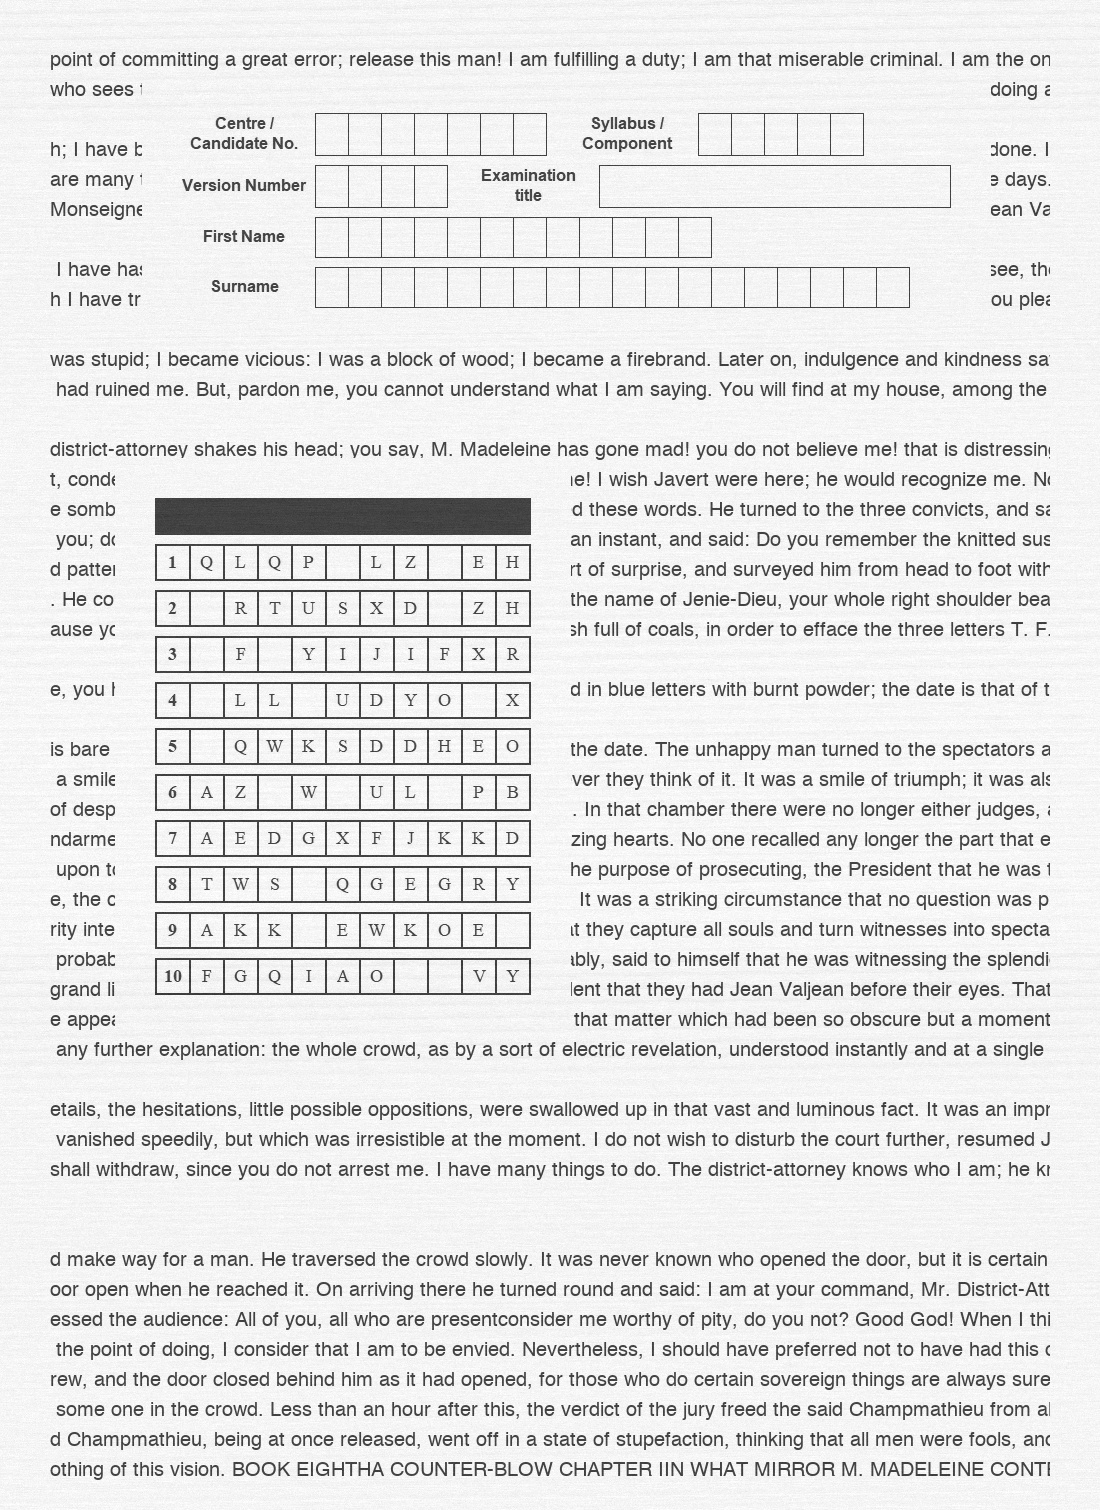 point of committing a great error; release this man! I am fulfilling a duty; I am that miserable criminal. I am the on
who sees doing a
Centre / Candidate No. Syllabus / Component
h; I have b done. I
are many e days.
Version Number Examination title
Monseigne ean Va
First Name
I have has see, the
Surname
h I have tr ou plea
was stupid; I became vicious: I was a block of wood; I became a firebrand. Later on, indulgence and kindness sa
had ruined me. But, pardon me, you cannot understand what I am saying. You will find at my house, among the
district-attorney shakes his head; you say, M. Madeleine has gone mad! you do not believe me! that is distressing
t, conde e! I wish Javert were here; he would recognize me. No
e somb d these words. He turned to the three convicts, and sa
you; do an instant, and said: Do you remember the knitted sus
1 Q L Q P L Z E H
d patter rt of surprise, and surveyed him from head to foot with
. He co the name of Jenie-Dieu, your whole right shoulder bea
2 R T U S X D Z H
ause yo sh full of coals, in order to efface the three letters T. F.
3 F Y I J I F X R
e, you h d in blue letters with burnt powder; the date is that of t
4 L L U D Y O X
is bare the date. The unhappy man turned to the spectators a
5 Q W K S D D H E O
a smile ver they think of it. It was a smile of triumph; it was als
6 A Z W U L P B
of desp . In that chamber there were no longer either judges, a
ndarme zing hearts. No one recalled any longer the part that e
7 A E D G X F J K K D
upon to he purpose of prosecuting, the President that he was t
8 T W S Q G E G R Y
e, the c It was a striking circumstance that no question was p
rity inte t they capture all souls and turn witnesses into specta
9 A K K E W K O E
probab ably, said to himself that he was witnessing the splendi
10 F G Q I A O V Y
grand li dent that they had Jean Valjean before their eyes. That
e appea that matter which had been so obscure but a moment
any further explanation: the whole crowd, as by a sort of electric revelation, understood instantly and at a single
etails, the hesitations, little possible oppositions, were swallowed up in that vast and luminous fact. It was an impr
vanished speedily, but which was irresistible at the moment. I do not wish to disturb the court further, resumed J
shall withdraw, since you do not arrest me. I have many things to do. The district-attorney knows who I am; he kn
d make way for a man. He traversed the crowd slowly. It was never known who opened the door, but it is certain
oor open when he reached it. On arriving there he turned round and said: I am at your command, Mr. District-Att
essed the audience: All of you, all who are presentconsider me worthy of pity, do you not? Good God! When I thi
the point of doing, I consider that I am to be envied. Nevertheless, I should have preferred not to have had this c
rew, and the door closed behind him as it had opened, for those who do certain sovereign things are always sure
some one in the crowd. Less than an hour after this, the verdict of the jury freed the said Champmathieu from al
d Champmathieu, being at once released, went off in a state of stupefaction, thinking that all men were fools, and
othing of this vision. BOOK EIGHTHA COUNTER-BLOW CHAPTER IIN WHAT MIRROR M. MADELEINE CONTE